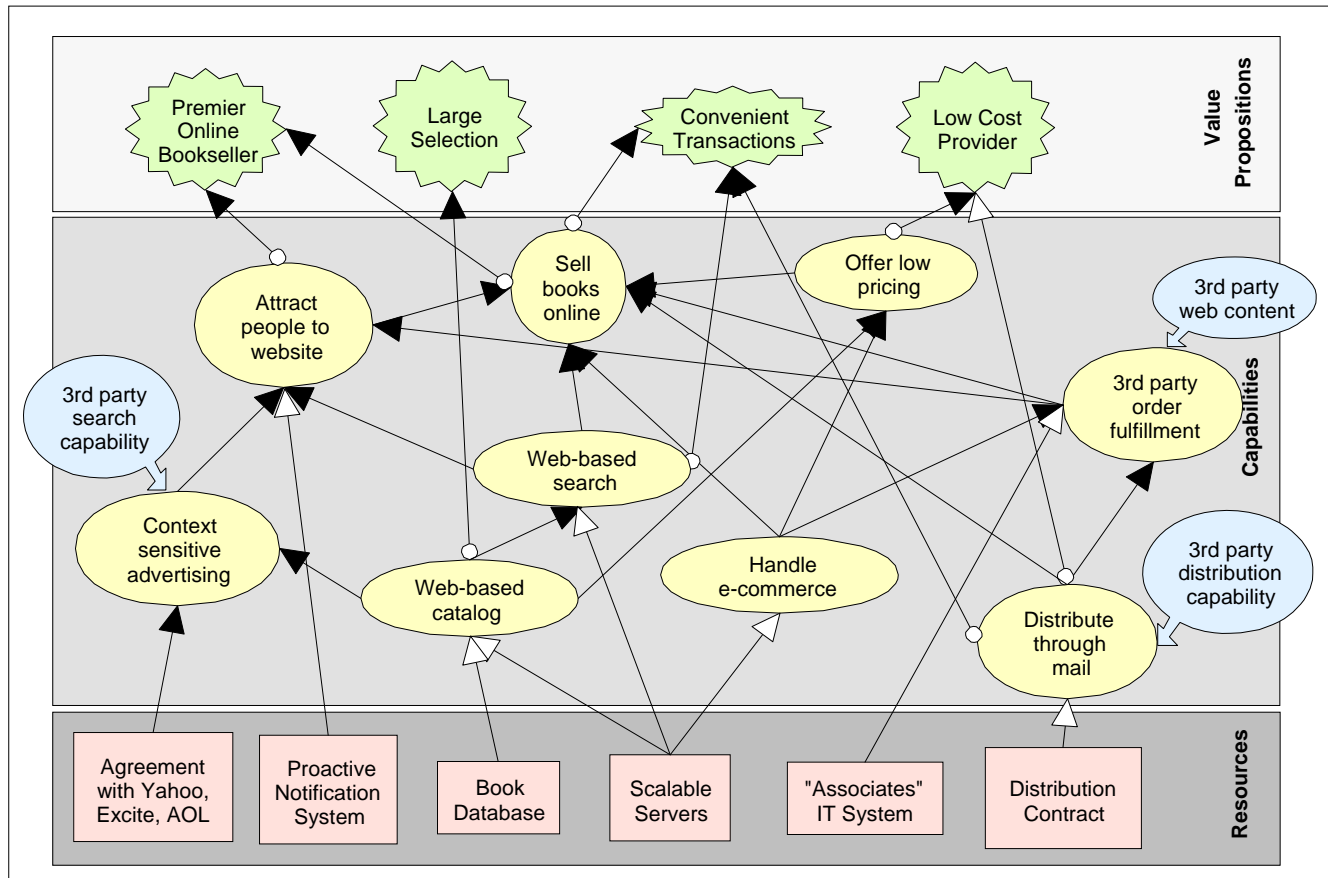 Premier
Online
Bookseller
Large
Selection
Convenient
Transactions
Low Cost
Provider
Value
Propositions
Attract
people to
website
Sell
books
online
Offer low
pricing
3rd party
web content
3rd party
search
capability
3rd party
order
fulfillment
Capabilities
Web-based
search
Context
sensitive
advertising
Web-based
catalog
Handle
e-commerce
3rd party
distribution
capability
Distribute
through
mail
Agreement
with Yahoo,
Excite, AOL
Proactive
Notification
System
Book
Database
Scalable
Servers
"Associates"
IT System
Distribution
Contract
Resources